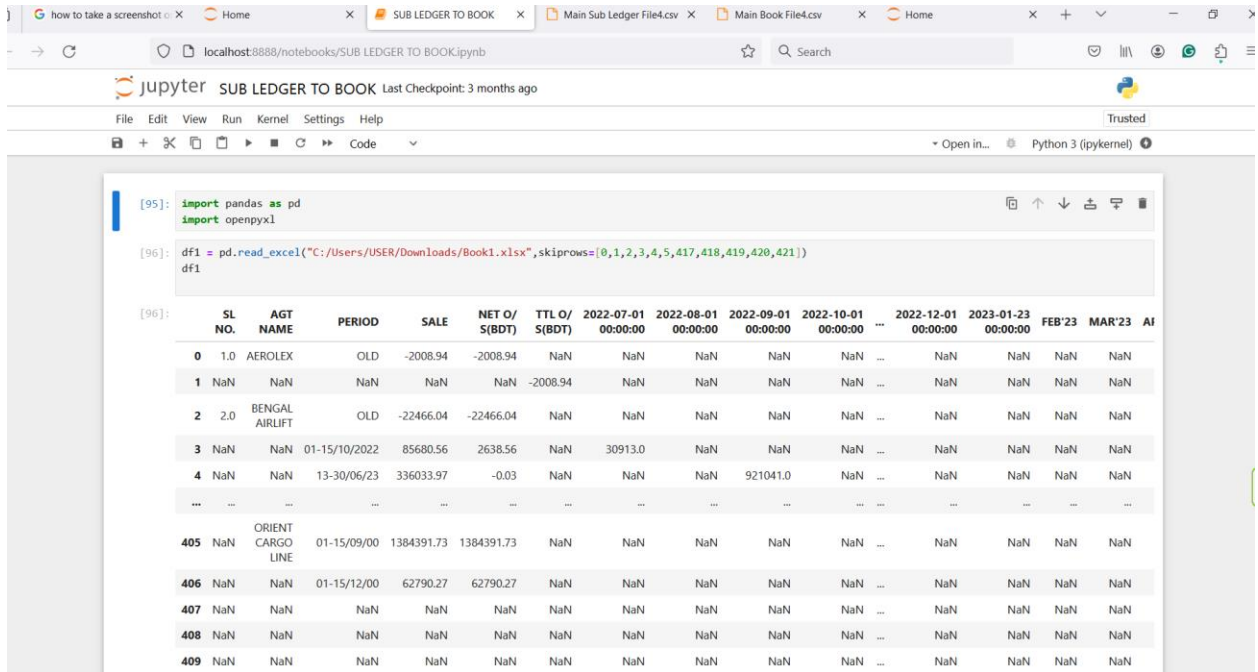 how to take a screenshot o
Home
SUB LEDGER TO BOOK
Main Sub Ledger File4.csv
Main Book File4.csv
Home
localhost:8888/notebooks/SUB LEDGER TO BOOK.ipynb
Search
jupyter SUB LEDGER TO BOOK Last Checkpoint: 3 months ago
File Edit View Run Kernel Settings Help
Trusted
Code
Open in...
Python 3 (ipykernel)
[95]: import pandas as pd
import openpyxl
[96]: df1 = pd.read_excel("C:/Users/USER/Downloads/Book1.xlsx",skiprows=[0,1,2,3,4,5,417,418,419,420,421])
df1
[96]:
SL NO. AGT NAME PERIOD SALE NET O/S(BDT) TTL O/S(BDT) 2022-07-01 00:00:00 2022-08-01 00:00:00 2022-09-01 00:00:00 2022-10-01 00:00:00 ... 2022-12-01 00:00:00 2023-01-23 00:00:00 FEB'23 MAR'23
0 1.0 AEROLEX OLD -2008.94 -2008.94 NaN NaN NaN NaN NaN ... NaN NaN NaN NaN
1 NaN NaN NaN NaN NaN -2008.94 NaN NaN NaN NaN ... NaN NaN NaN NaN
2 2.0 BENGAL AIRLIFT OLD -22466.04 -22466.04 NaN NaN NaN NaN NaN ... NaN NaN NaN NaN
3 NaN NaN 01-15/10/2022 85680.56 2638.56 NaN 30913.0 NaN NaN NaN ... NaN NaN NaN NaN
4 NaN NaN 13-30/06/23 336033.97 -0.03 NaN NaN NaN 921041.0 NaN ... NaN NaN NaN NaN
... ... ... ... ... ... ... ... ... ... ... ... ... ... ... ...
405 NaN ORIENT CARGO LINE 01-15/09/00 1384391.73 1384391.73 NaN NaN NaN NaN NaN ... NaN NaN NaN NaN
406 NaN NaN 01-15/12/00 62790.27 62790.27 NaN NaN NaN NaN NaN ... NaN NaN NaN NaN
407 NaN NaN NaN NaN NaN NaN NaN NaN NaN NaN ... NaN NaN NaN NaN
408 NaN NaN NaN NaN NaN NaN NaN NaN NaN NaN ... NaN NaN NaN NaN
409 NaN NaN NaN NaN NaN NaN NaN NaN NaN NaN ... NaN NaN NaN NaN